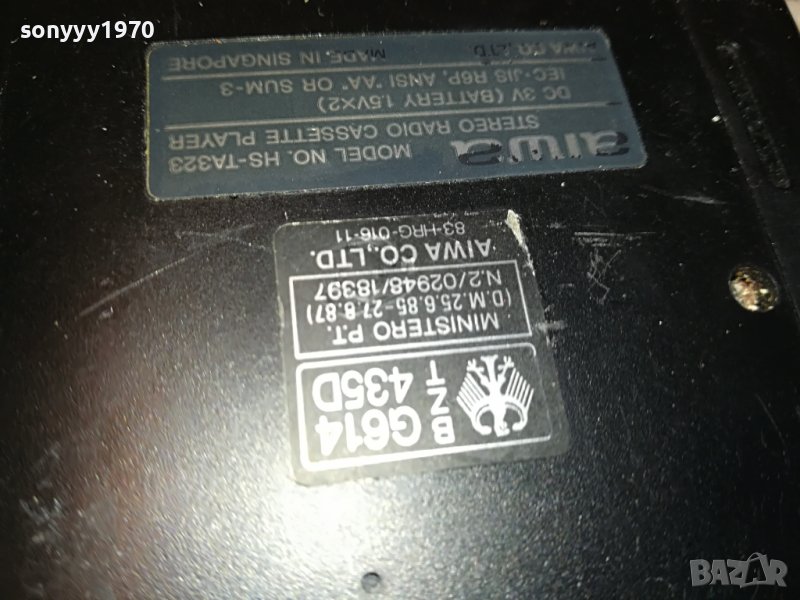 sonyyy1970
aiwa
MODEL NO. HS-TA323
STEREO RADIO CASSETTE PLAYER
DC 3V (BATTERY 1.5V×2)
IEC•JIS R6P, ANSI "AA" OR SUM-3
MADE IN SINGAPORE
B
Z
T
G614
435D
MINISTERO P.T.
(D.M.25.6.85-27.8.87)
N.2/02948/18397
AIWA CO.,LTD.
83-HRG-016-11
BAZAR